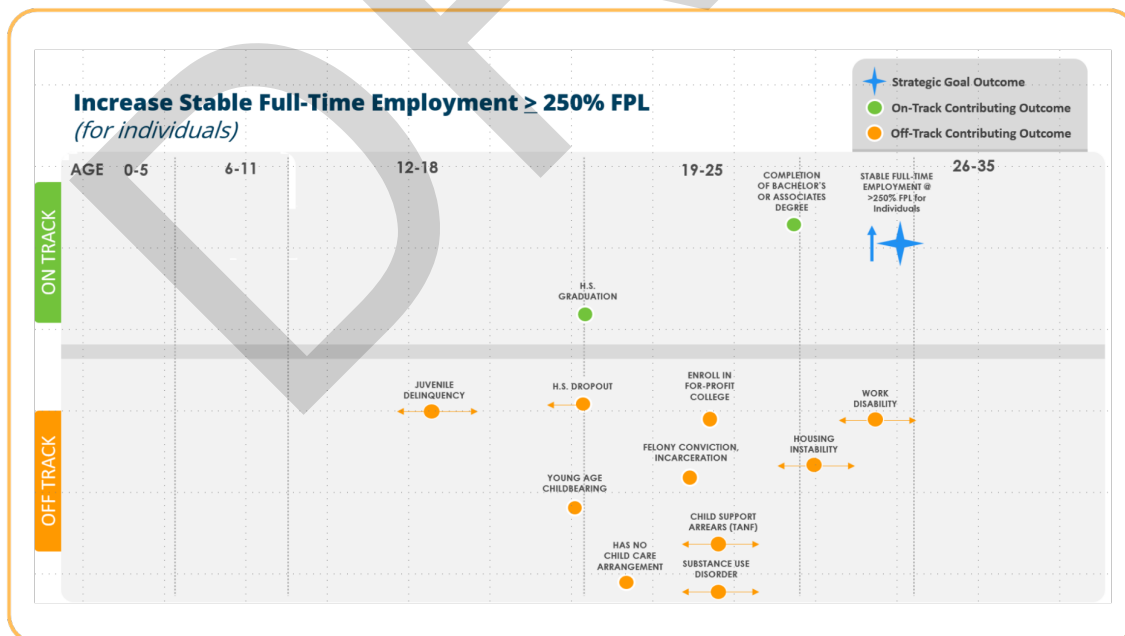 Increase Stable Full-Time Employment ≥ 250% FPL
(for individuals)
Strategic Goal Outcome
On-Track Contributing Outcome
Off-Track Contributing Outcome
AGE 0-5 6-11 12-18 19-25 26-35
ON TRACK
COMPLETION
OF BACHELOR'S
OR ASSOCIATES
DEGREE
STABLE FULL-TIME
EMPLOYMENT @
>250% FPL for
Individuals
H.S.
GRADUATION
OFF TRACK
JUVENILE
DELINQUENCY
H.S. DROPOUT
ENROLL IN
FOR-PROFIT
COLLEGE
WORK
DISABILITY
FELONY CONVICTION,
INCARCERATION
HOUSING
INSTABILITY
YOUNG AGE
CHILDBEARING
CHILD SUPPORT
ARREARS (TANF)
HAS NO
CHILD CARE
ARRANGEMENT
SUBSTANCE USE
DISORDER